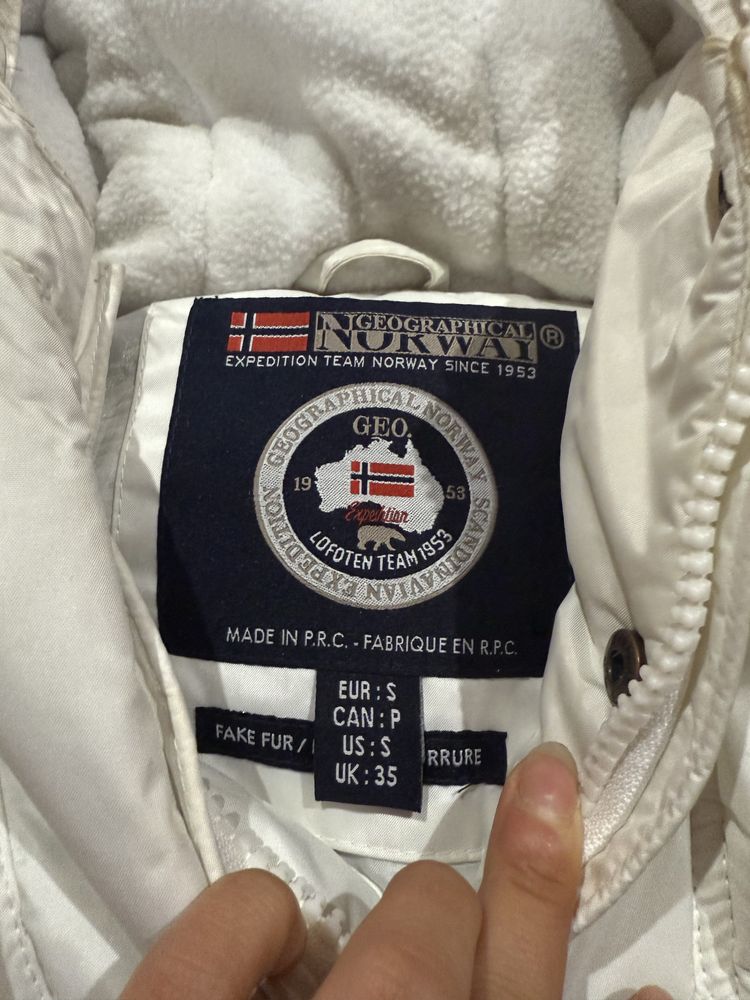 GEOGRAPHICAL
NORWAY®
EXPEDITION TEAM NORWAY SINCE 1953
GEOGRAPHICAL NORWAY SCANDINAVIAN EXPEDITION
GEO.
19 53
Expedition
LOFOTEN TEAM 1953
MADE IN P.R.C. - FABRIQUE EN R.P.C.
EUR : S
CAN : P
US : S
UK : 35
FAKE FUR /